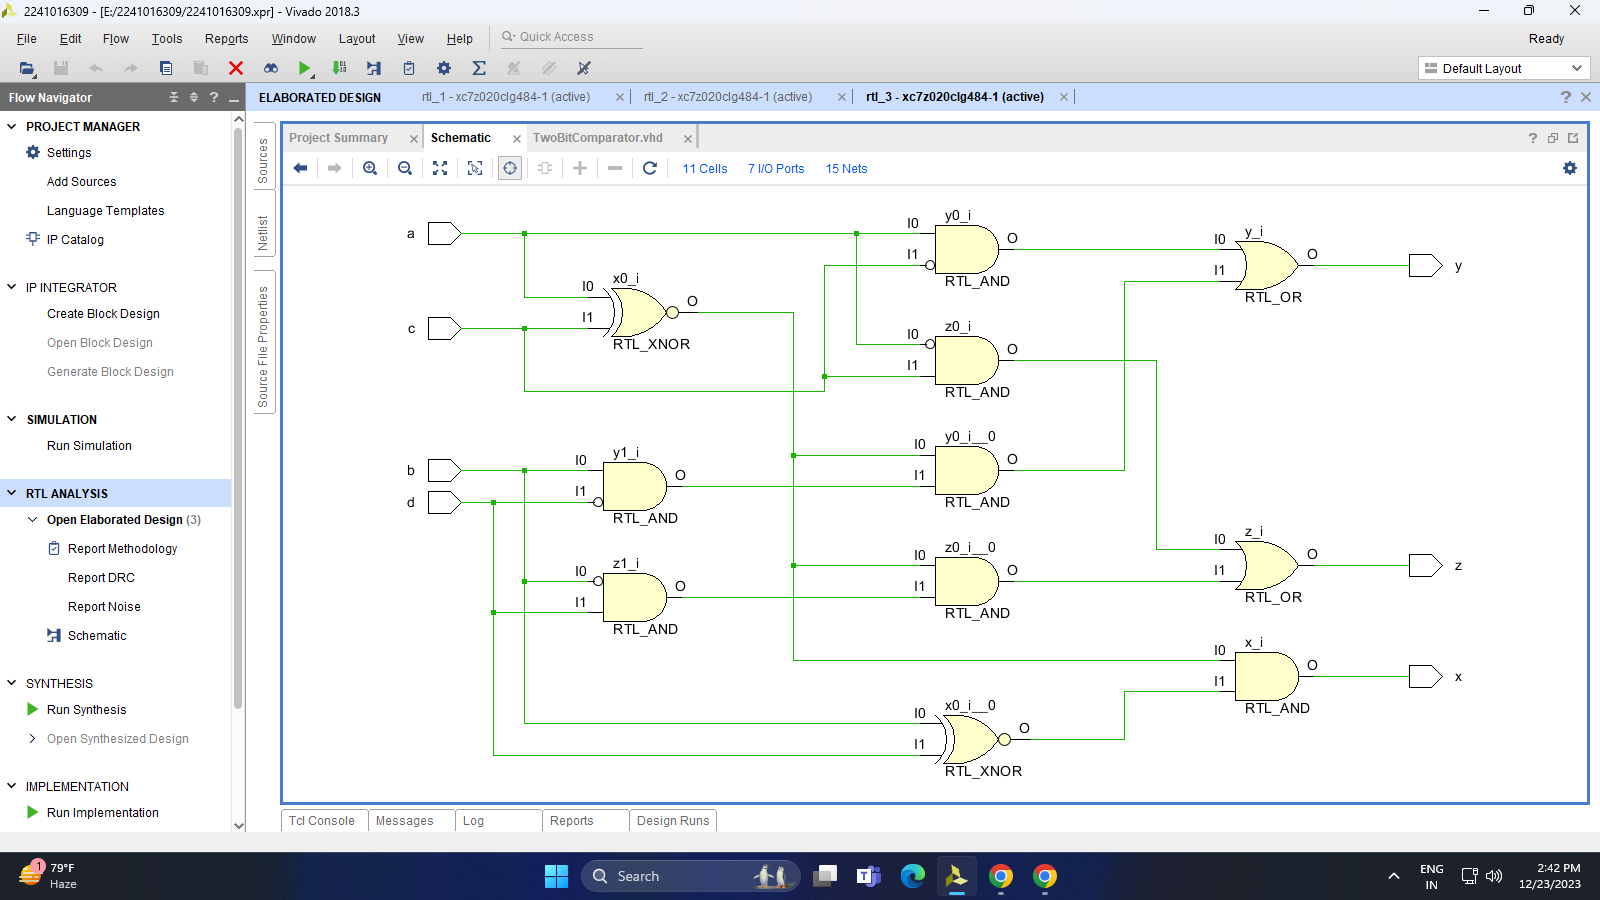 2241016309 - [E:/2241016309/2241016309.xpr] - Vivado 2018.3
File Edit Flow Tools Reports Window Layout View Help Quick Access Ready
Default Layout
Flow Navigator
PROJECT MANAGER
Settings
Add Sources
Language Templates
IP Catalog
IP INTEGRATOR
Create Block Design
Open Block Design
Generate Block Design
SIMULATION
Run Simulation
RTL ANALYSIS
Open Elaborated Design (3)
Report Methodology
Report DRC
Report Noise
Schematic
SYNTHESIS
Run Synthesis
Open Synthesized Design
IMPLEMENTATION
Run Implementation
ELABORATED DESIGN rtl_1 - xc7z020clg484-1 (active) rtl_2 - xc7z020clg484-1 (active) rtl_3 - xc7z020clg484-1 (active)
Sources
Netlist
Source File Properties
Project Summary Schematic TwoBitComparator.vhd
11 Cells 7 I/O Ports 15 Nets
a
c
b
d
x0_i
I0
I1
O
RTL_XNOR
y1_i
I0
I1
O
RTL_AND
z1_i
I0
I1
O
RTL_AND
y0_i
I0
I1
O
RTL_AND
z0_i
I0
I1
O
RTL_AND
y0_i__0
I0
I1
O
RTL_AND
z0_i__0
I0
I1
O
RTL_AND
x0_i__0
I0
I1
O
RTL_XNOR
y_i
I0
I1
O
RTL_OR
y
z_i
I0
I1
O
RTL_OR
z
x_i
I0
I1
O
RTL_AND
x
Tcl Console Messages Log Reports Design Runs
1
79°F
Haze
Search
ENG
IN
2:42 PM
12/23/2023